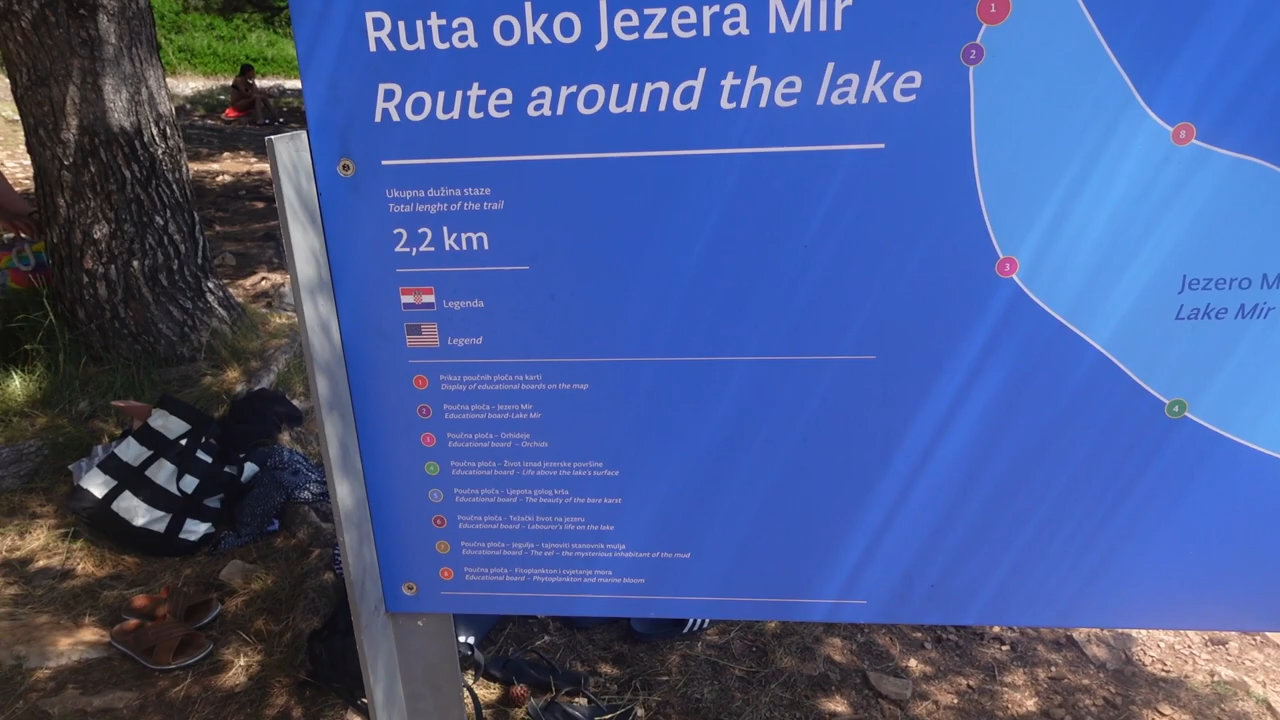 Ruta oko Jezera Mir
Route around the lake
Ukupna dužina staze
Total lenght of the trail
2,2 km
Legenda
Legend
1 Prikaz poučnih ploča na karti
Display of educational boards on the map
2 Poučna ploča – Jezero Mir
Educational board-Lake Mir
3 Poučna ploča – Orhideje
Educational board – Orchids
4 Poučna ploča – Život iznad jezerske površine
Educational board – Life above the lake's surface
5 Poučna ploča – Ljepota golog krša
Educational board – The beauty of the bare karst
6 Poučna ploča – Težački život na jezeru
Educational board – Labourer's life on the lake
7 Poučna ploča – Jegulja – tajnoviti stanovnik mulja
Educational board – The eel – the mysterious inhabitant of the mud
8 Poučna ploča – Fitoplankton i cvjetanje mora
Educational board – Phytoplankton and marine bloom
1
2
8
3
Jezero M
Lake Mir
4